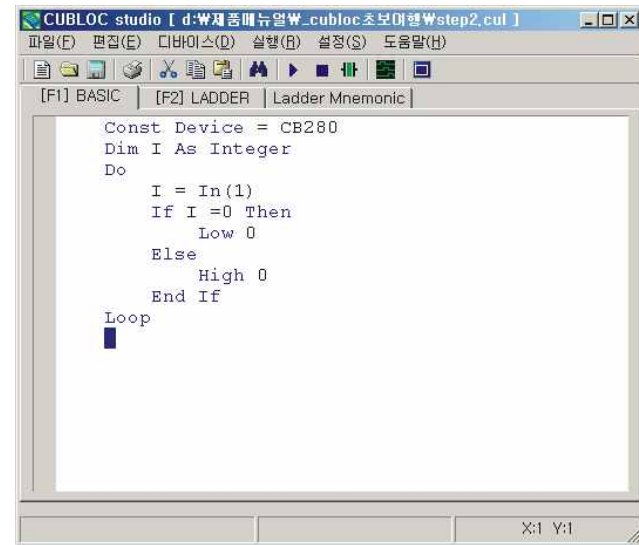 CUBLOC studio [ d:₩제품메뉴얼₩_cubloc초보여행₩step2.cul ]
파일(F) 편집(E) 디바이스(D) 실행(R) 설정(S) 도움말(H)
[F1] BASIC [F2] LADDER Ladder Mnemonic
Const Device = CB280
Dim I As Integer
Do
I = In(1)
If I =0 Then
Low 0
Else
High 0
End If
Loop
X:1 Y:1